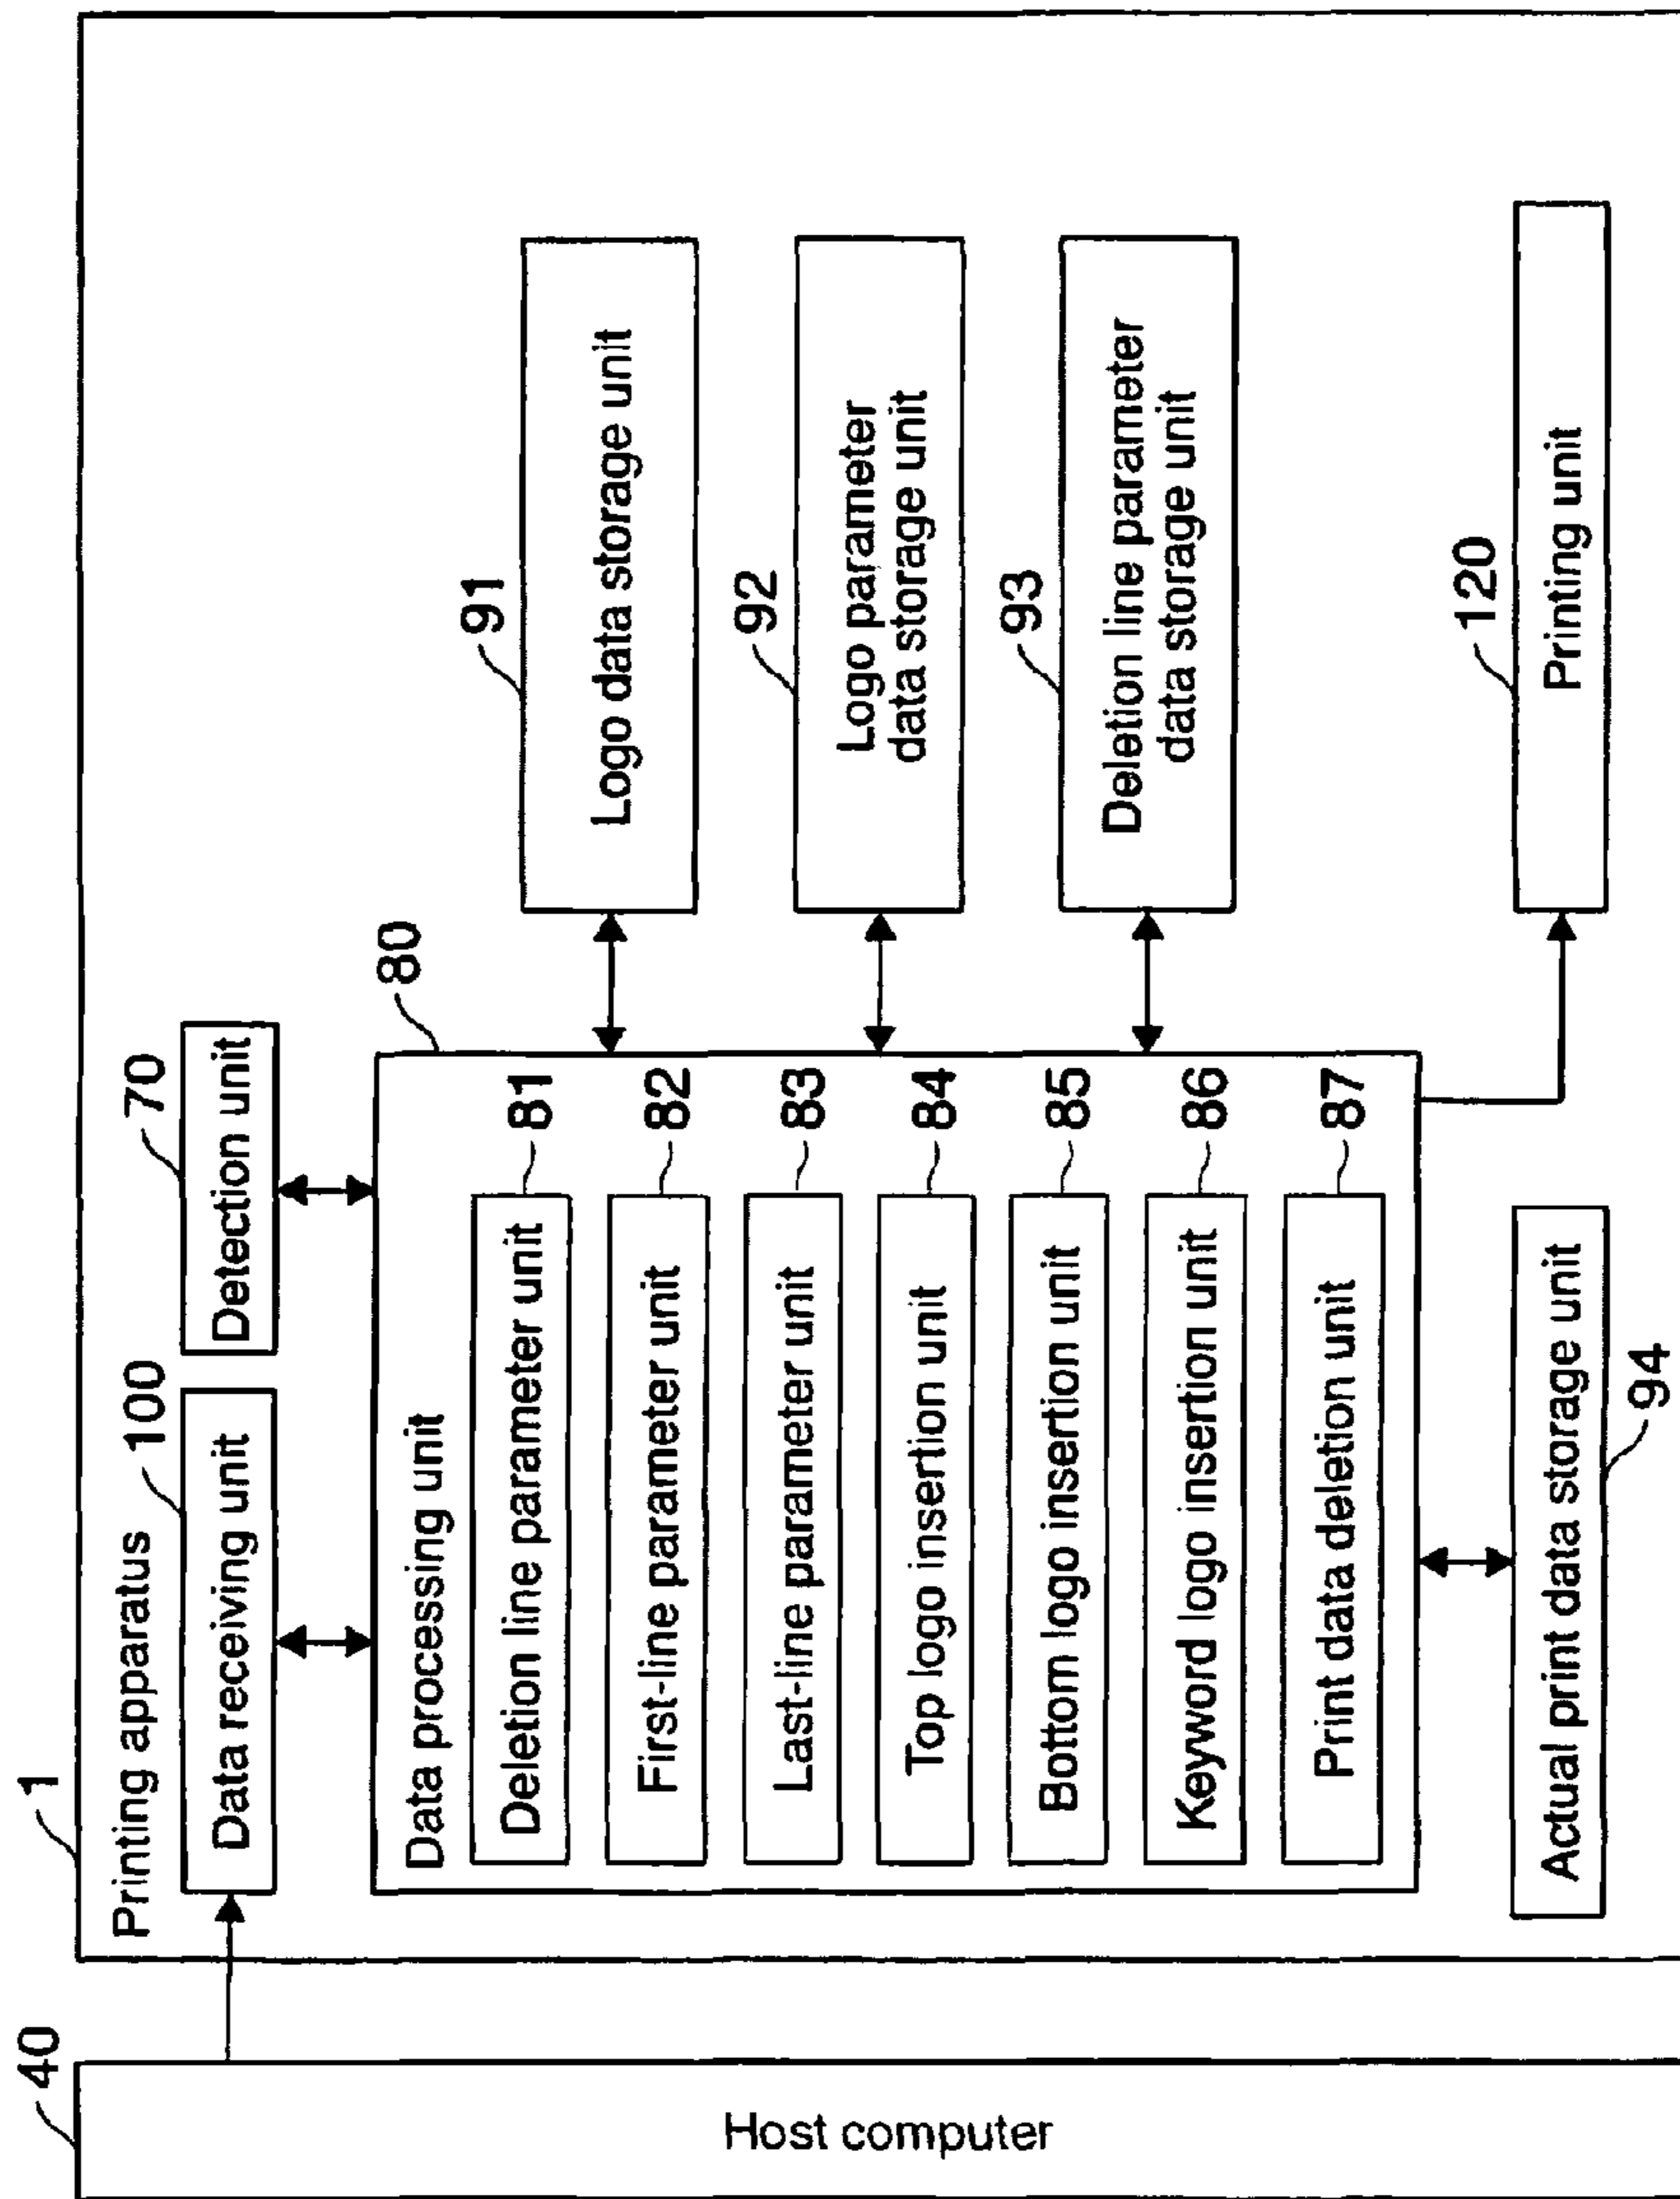 40
Host computer
1
Printing apparatus
100
Data receiving unit
70
Detection unit
80
Data processing unit
Deletion line parameter unit
81
First-line parameter unit
82
Last-line parameter unit
83
Top logo insertion unit
84
Bottom logo insertion unit
85
Keyword logo insertion unit
86
Print data deletion unit
87
91
Logo data storage unit
92
Logo parameter
data storage unit
93
Deletion line parameter
data storage unit
Actual print data storage unit
94
120
Printing unit